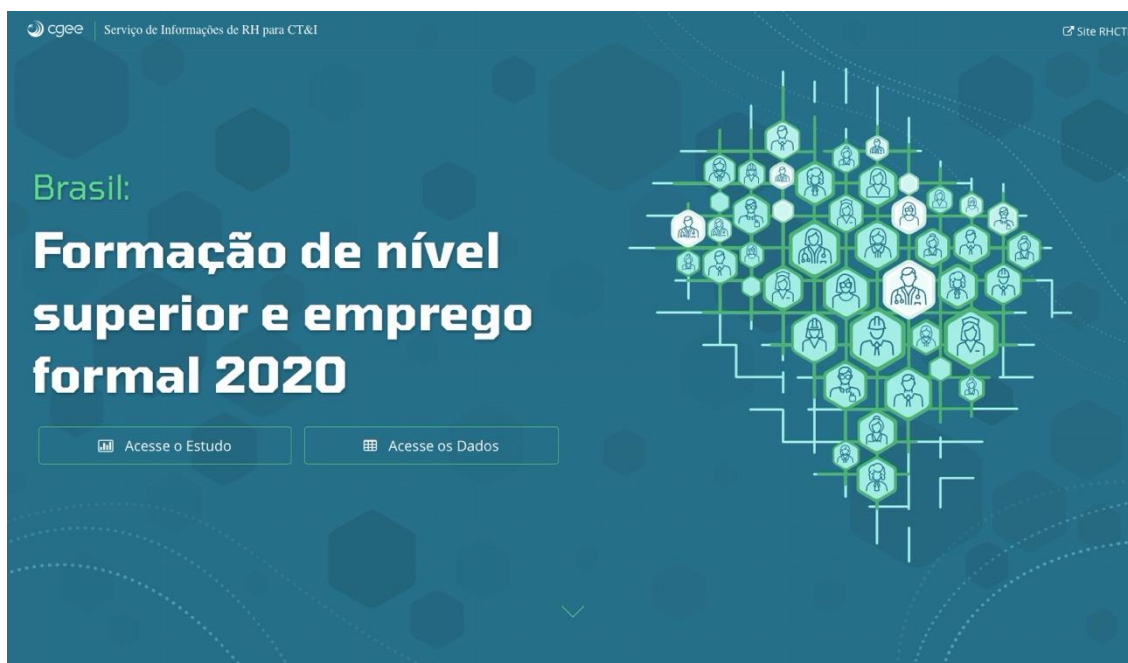 cgee
Serviço de Informações de RH para CT&I
Site RHCT
Brasil:
Formação de nível
superior e emprego
formal 2020
Acesse o Estudo
Acesse os Dados